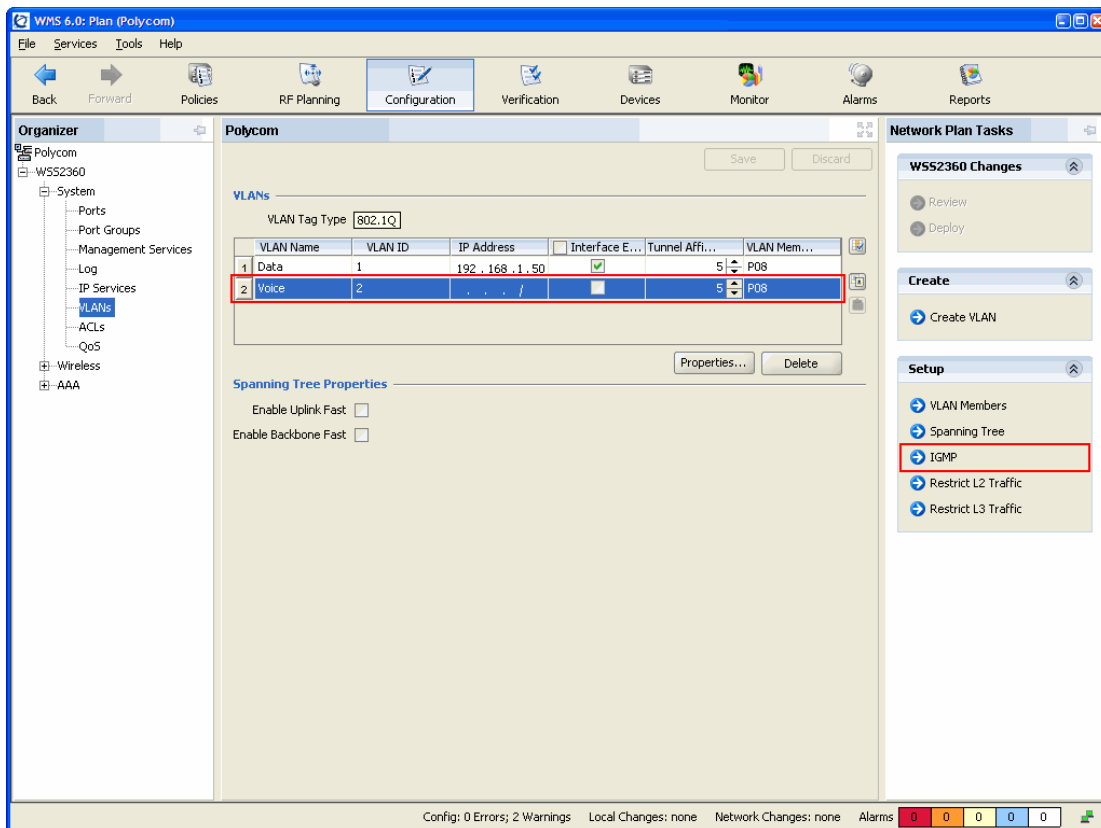 WMS 6.0: Plan (Polycom)
File Services Tools Help
Back Forward Policies RF Planning Configuration Verification Devices Monitor Alarms Reports
Organizer
Polycom
WSS2360
System
Ports
Port Groups
Management Services
Log
IP Services
VLANs
ACLs
QoS
Wireless
AAA
Polycom
Save Discard
VLANs
VLAN Tag Type 802.1Q
VLAN Name VLAN ID IP Address Interface E... Tunnel Affi... VLAN Mem...
1 Data 1 192 . 168 .1 . 50 5 P08
2 Voice 2 . . . / 5 P08
Properties... Delete
Spanning Tree Properties
Enable Uplink Fast
Enable Backbone Fast
Network Plan Tasks
WSS2360 Changes
Review
Deploy
Create
Create VLAN
Setup
VLAN Members
Spanning Tree
IGMP
Restrict L2 Traffic
Restrict L3 Traffic
Config: 0 Errors; 2 Warnings Local Changes: none Network Changes: none Alarms 0 0 0 0 0